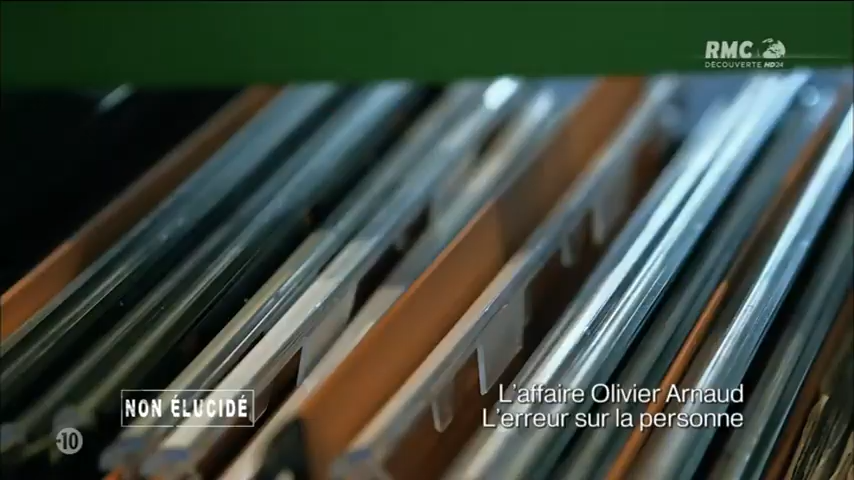 RMC
DÉCOUVERTE HD24
L'affaire Olivier Arnaud
L'erreur sur la personne
NON ÉLUCIDÉ
-10